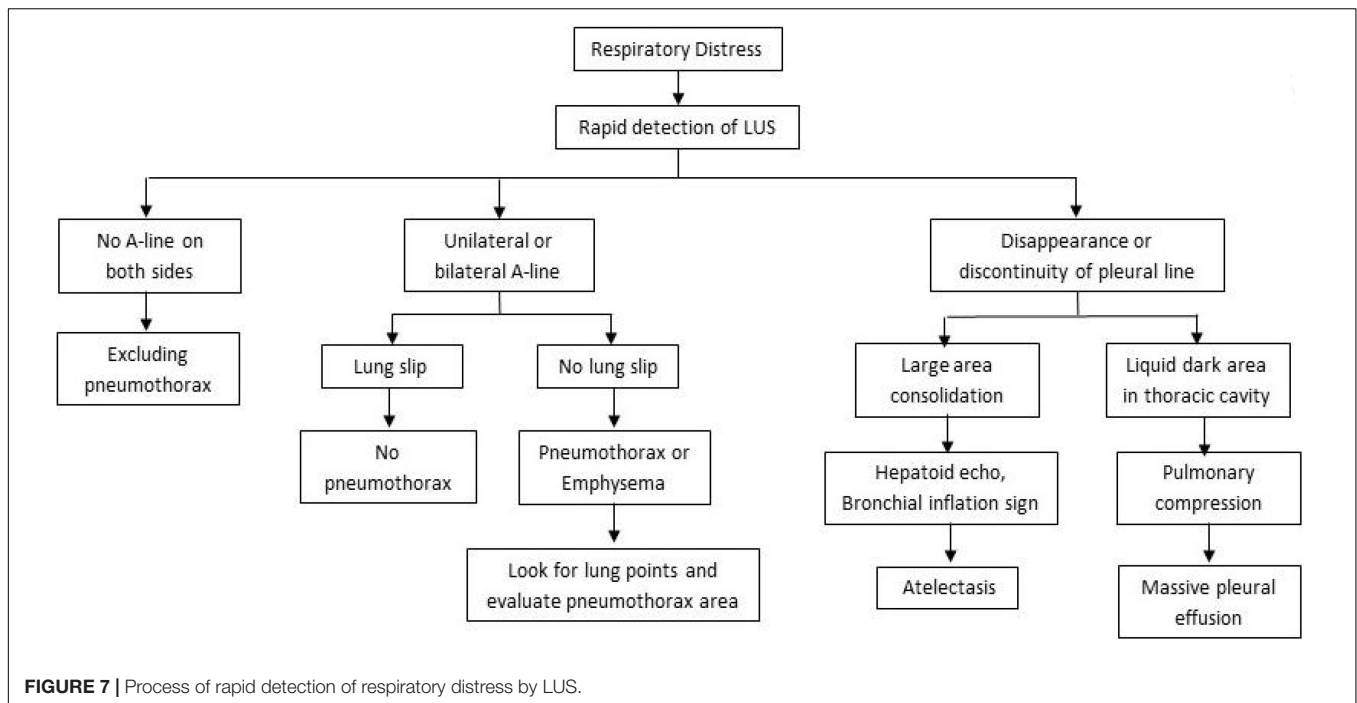 Respiratory Distress
Rapid detection of LUS
No A-line on
both sides
Unilateral or
bilateral A-line
Disappearance or
discontinuity of pleural line
Excluding
pneumothorax
Lung slip
No lung slip
Large area
consolidation
Liquid dark area
in thoracic cavity
No
pneumothorax
Pneumothorax or
Emphysema
Hepatoid echo,
Bronchial inflation sign
Pulmonary
compression
Look for lung points and
evaluate pneumothorax area
Atelectasis
Massive pleural
effusion
FIGURE 7 | Process of rapid detection of respiratory distress by LUS.